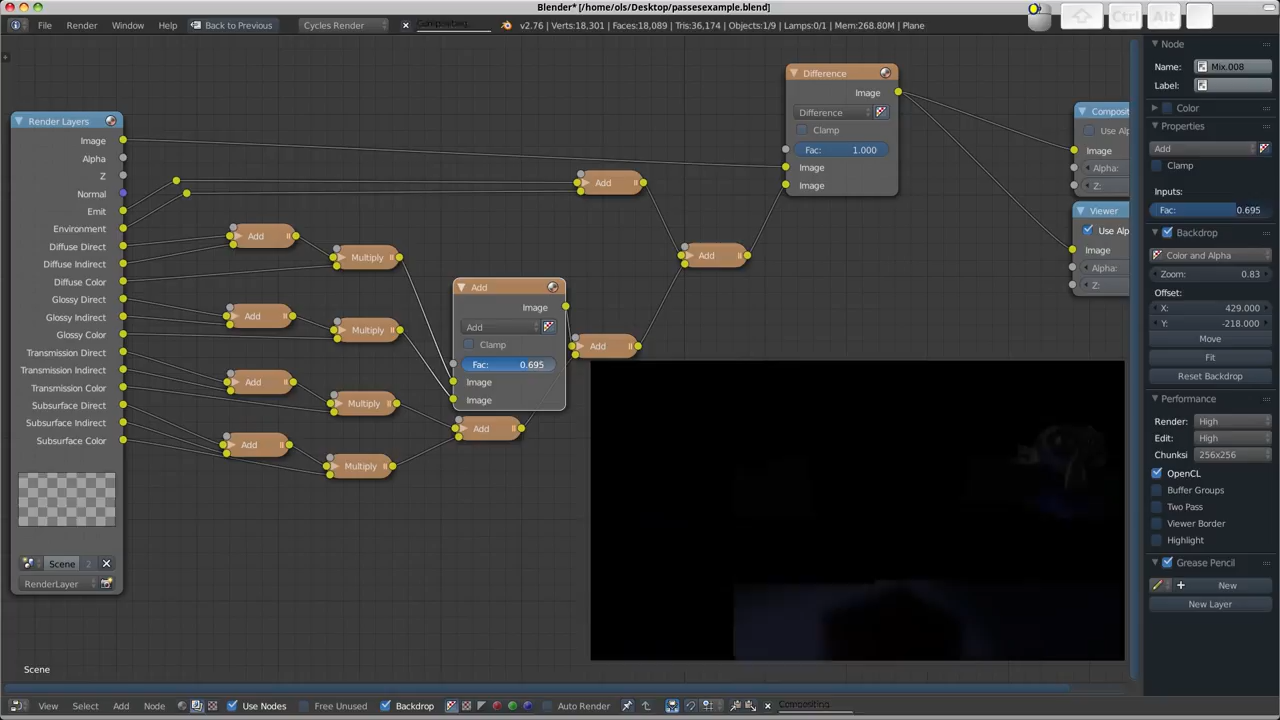 Blender* [/home/ols/Desktop/passesexample.blend]
File Render Window Help Back to Previous Cycles Render Compositing v2.76 | Verts:18,301 | Faces:18,089 | Tris:36,174 | Objects:1/9 | Lamps:0/1 | Mem:268.80M | Plane
Ctrl Alt
Render Layers
Image
Alpha
Z
Normal
Emit
Environment
Diffuse Direct
Diffuse Indirect
Diffuse Color
Glossy Direct
Glossy Indirect
Glossy Color
Transmission Direct
Transmission Indirect
Transmission Color
Subsurface Direct
Subsurface Indirect
Subsurface Color
Scene 2
RenderLayer
Add
Multiply
Add
Multiply
Add
Multiply
Add
Multiply
Add
Image
Add
Clamp
Fac: 0.695
Image
Image
Add
Add
Add
Add
Difference
Image
Difference
Clamp
Fac: 1.000
Image
Image
Composit
Use Alp
Image
Alpha:
Z:
Viewer
Use Alp
Image
Alpha:
Z:
Node
Name: Mix.008
Label:
Color
Properties
Add
Clamp
Inputs:
Fac: 0.695
Backdrop
Color and Alpha
Zoom: 0.83
Offset:
X: 429.000
Y: -218.000
Move
Fit
Reset Backdrop
Performance
Render: High
Edit: High
Chunksi 256x256
OpenCL
Buffer Groups
Two Pass
Viewer Border
Highlight
Grease Pencil
New
New Layer
Scene
View Select Add Node Use Nodes Free Unused Backdrop Auto Render Compositing